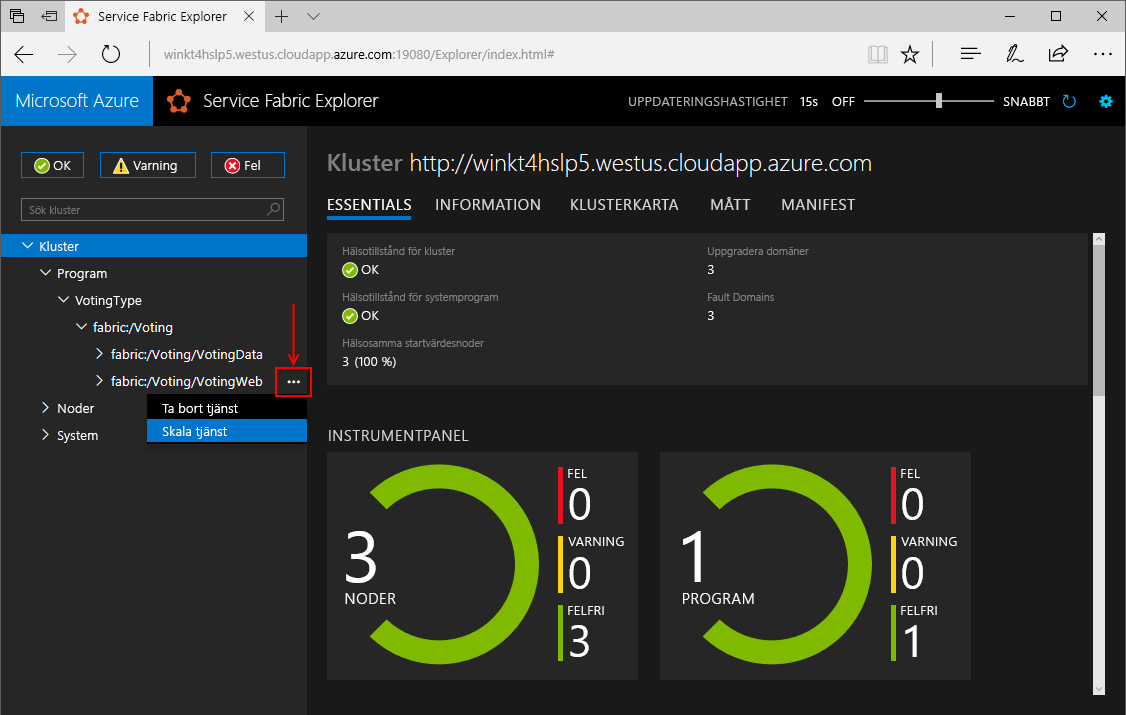 Service Fabric Explorer
winkt4hslp5.westus.cloudapp.azure.com:19080/Explorer/index.html#
Microsoft Azure
Service Fabric Explorer
UPPDATERINGSHASTIGHET 15s OFF SNABBT
OK Varning Fel
Sök kluster
Kluster
Program
VotingType
fabric:/Voting
fabric:/Voting/VotingData
fabric:/Voting/VotingWeb
Ta bort tjänst
Skala tjänst
Noder
System
Kluster http://winkt4hslp5.westus.cloudapp.azure.com
ESSENTIALS INFORMATION KLUSTERKARTA MÅTT MANIFEST
Hälsotillstånd för kluster
OK
Hälsotillstånd för systemprogram
OK
Hälsosamma startvärdesnoder
3 (100 %)
Uppgradera domäner
3
Fault Domains
3
INSTRUMENTPANEL
3
NODER
FEL
0
VARNING
0
FELFRI
3
1
PROGRAM
FEL
0
VARNING
0
FELFRI
1